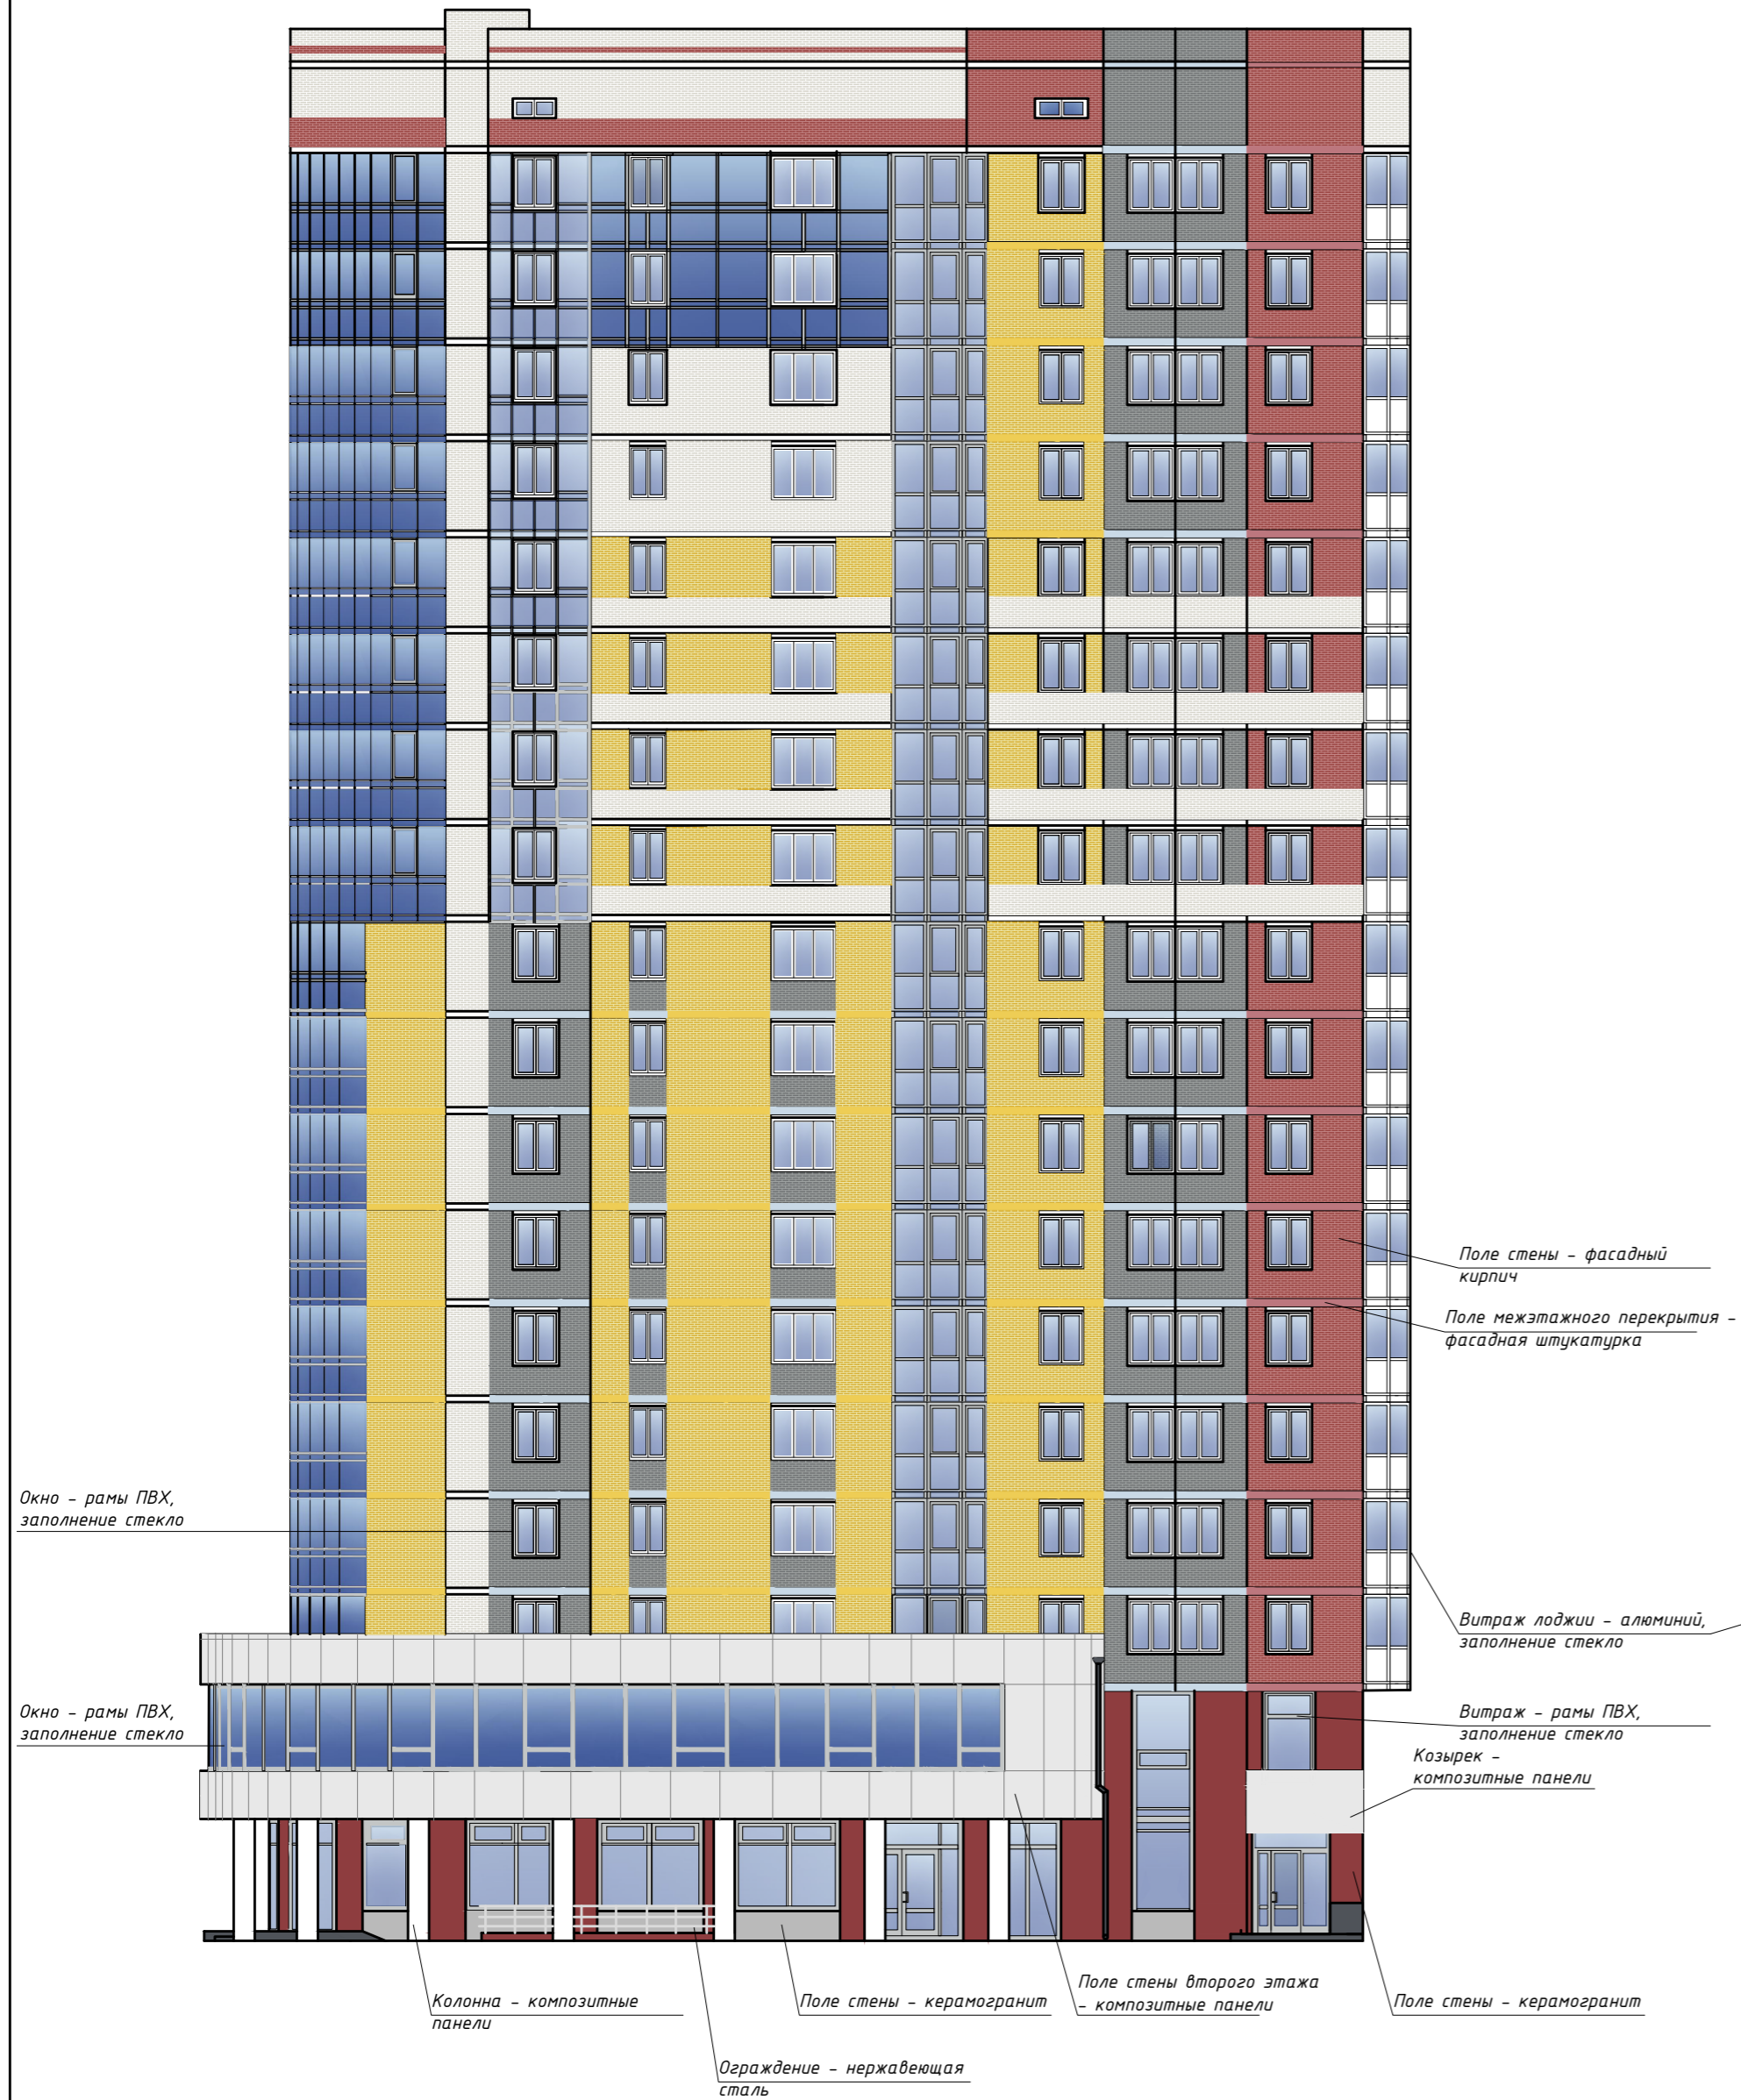 Поле стены - фасадный
кирпич
Поле межэтажного перекрытия -
фасадная штукатурка
Окно - рамы ПВХ,
заполнение стекло
Витраж лоджии - алюминий,
заполнение стекло
Окно - рамы ПВХ,
заполнение стекло
Витраж - рамы ПВХ,
заполнение стекло
Козырек -
композитные панели
Колонна - композитные
панели
Поле стены - керамогранит
Поле стены второго этажа
- композитные панели
Поле стены - керамогранит
Ограждение - нержавеющая
сталь